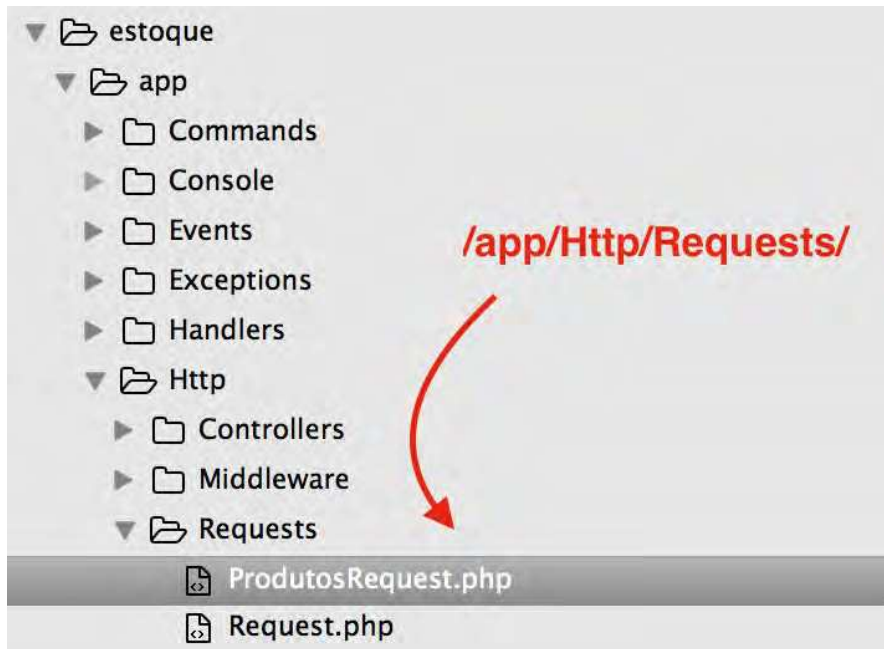 estoque
app
Commands
Console
Events
/app/Http/Requests/
Exceptions
Handlers
Http
Controllers
Middleware
Requests
ProdutosRequest.php
Request.php